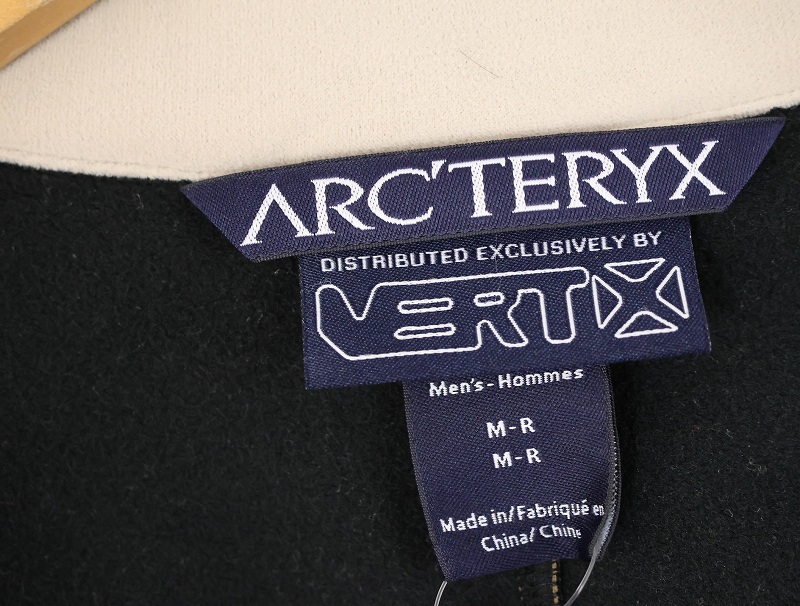 ARC'TERYX
DISTRIBUTED EXCLUSIVELY BY
VERTX
Men's - Hommes
M - R
M - R
Made in/Fabriqué en
China/ Chine